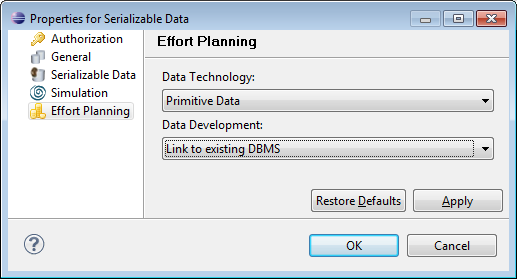 Properties for Serializable Data
Authorization
General
Serializable Data
Simulation
Effort Planning
Effort Planning
Data Technology:
Primitive Data
Data Development:
Link to existing DBMS
Restore Defaults
Apply
?
OK
Cancel